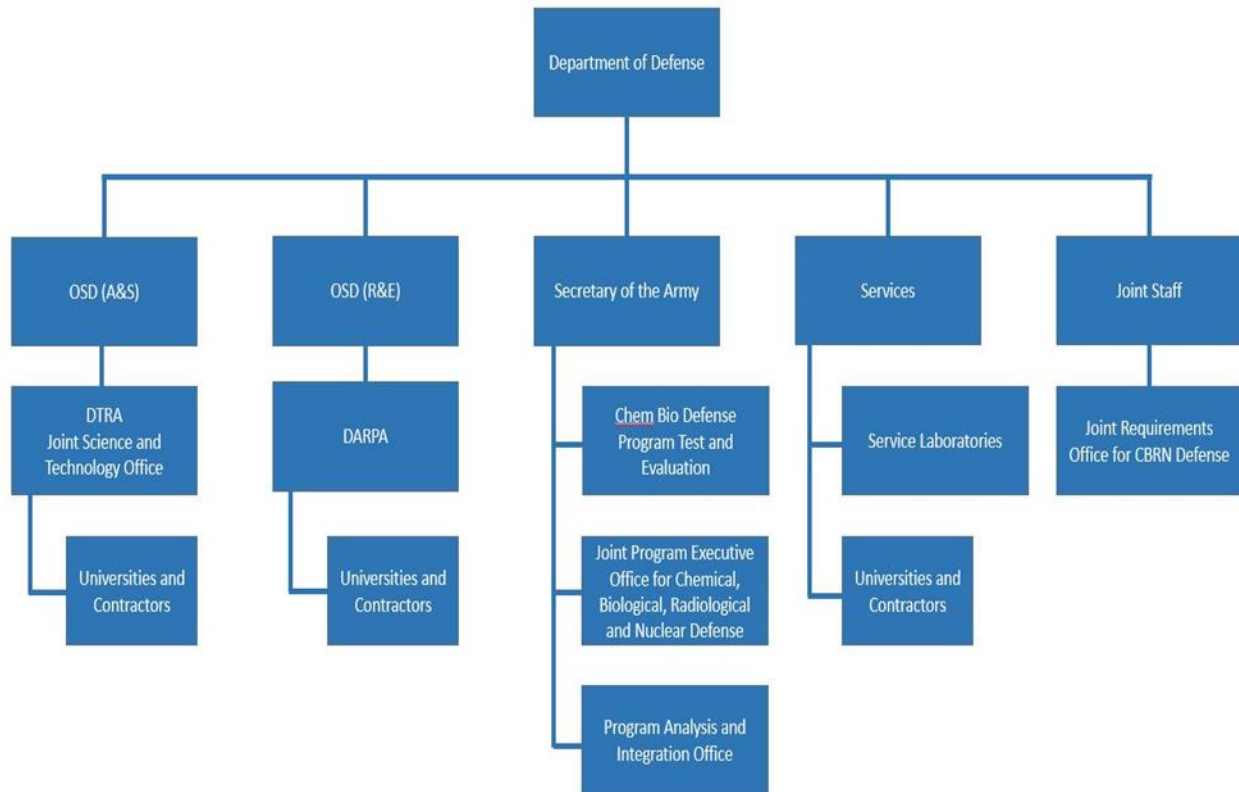 Department of Defense
OSD (A&S)
OSD (R&E)
Secretary of the Army
Services
Joint Staff
DTRA
Joint Science and
Technology Office
DARPA
Chem Bio Defense
Program Test and
Evaluation
Service Laboratories
Joint Requirements
Office for CBRN Defense
Universities and
Contractors
Universities and
Contractors
Joint Program Executive
Office for Chemical,
Biological, Radiological
and Nuclear Defense
Universities and
Contractors
Program Analysis and
Integration Office